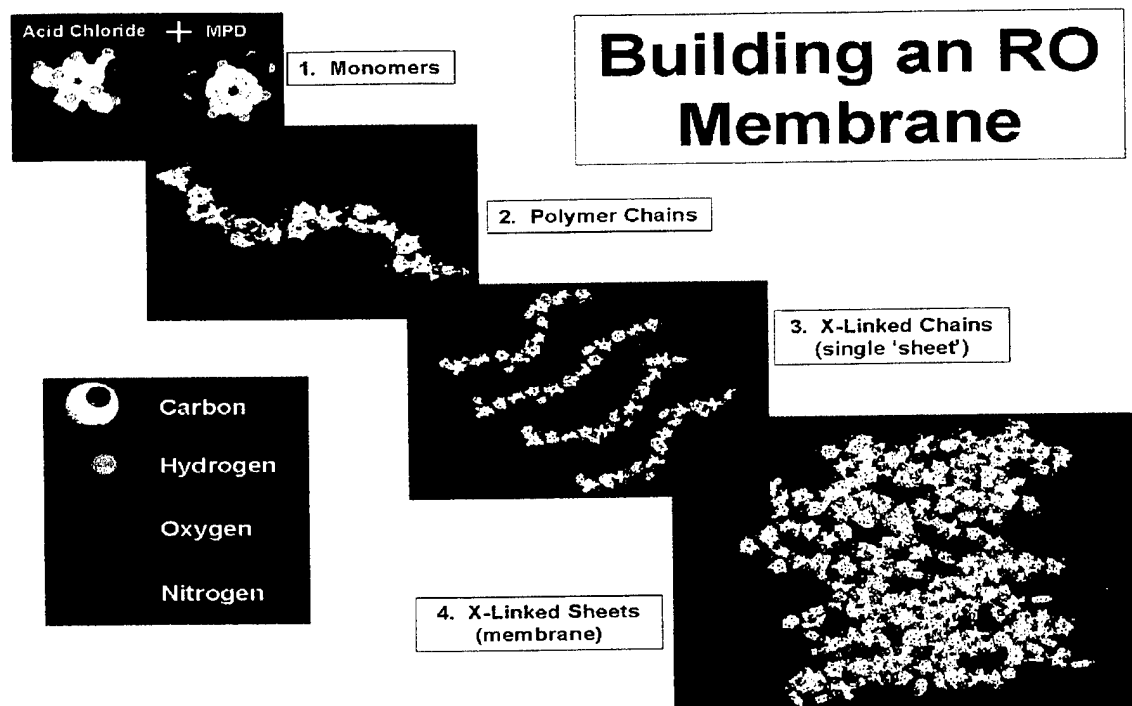 Building an RO
Membrane
Acid Chloride + MPD
1. Monomers
2. Polymer Chains
3. X-Linked Chains
(single 'sheet')
Carbon
Hydrogen
Oxygen
Nitrogen
4. X-Linked Sheets
(membrane)